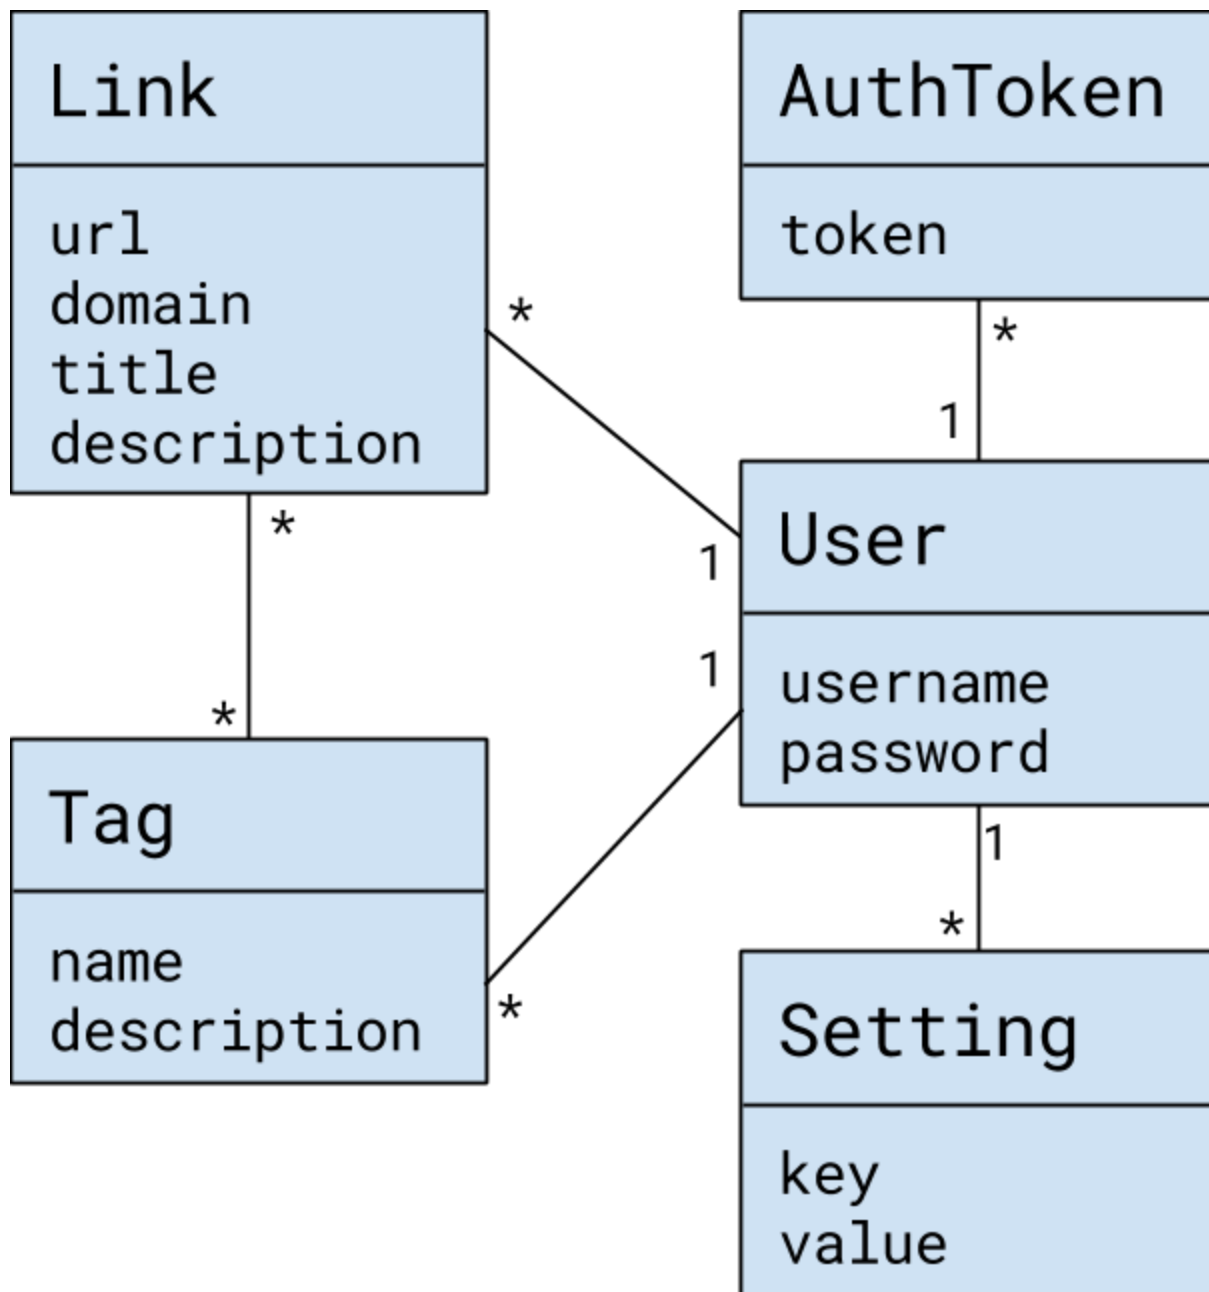 Link
url
domain
title
description
*
*
Tag
name
description
*
1
1
*
AuthToken
token
*
1
User
username
password
1
*
Setting
key
value